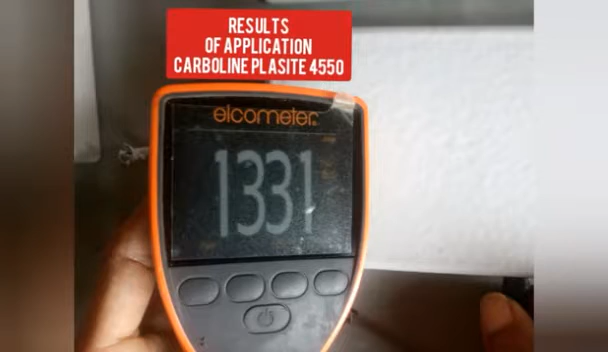 RESULTS
OF APPLICATION
CARBOLINE PLASITE 4550
elcometer
1331